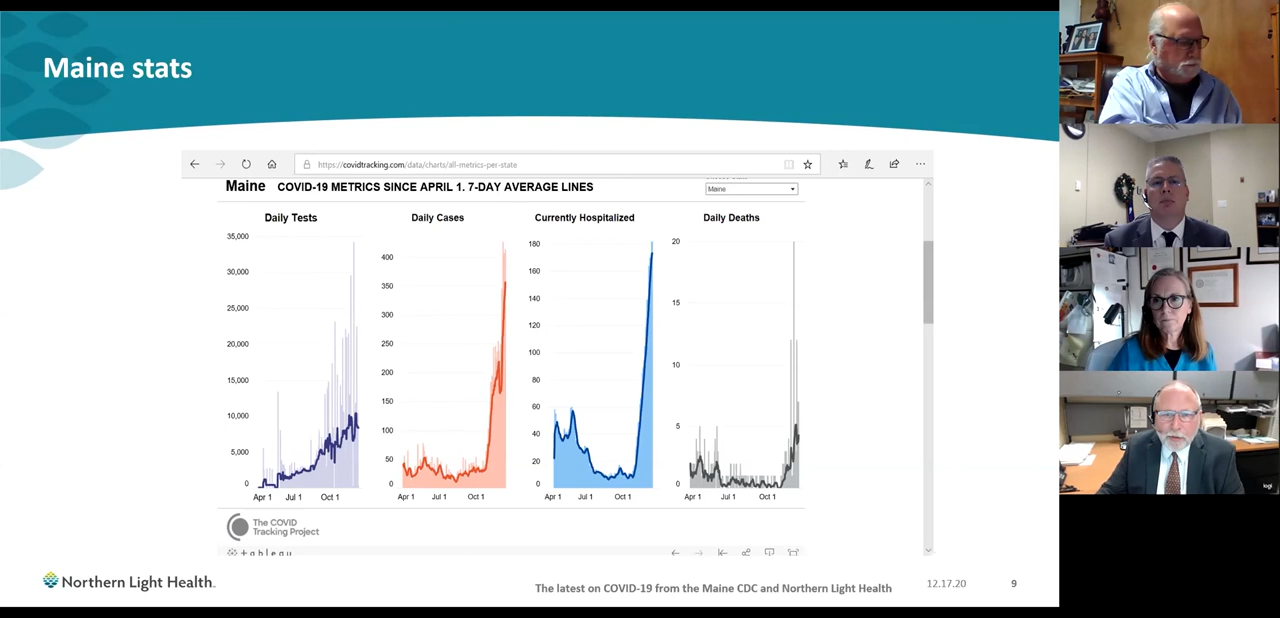 Maine stats
https://covidtracking.com/data/charts/all-metrics-per-state
Maine COVID-19 METRICS SINCE APRIL 1. 7-DAY AVERAGE LINES
Maine
Daily Tests
Daily Cases
Currently Hospitalized
Daily Deaths
35,000
30,000
25,000
20,000
15,000
10,000
5,000
0
Apr 1 Jul 1 Oct 1
400
350
300
250
200
150
100
50
0
Apr 1 Jul 1 Oct 1
180
160
140
120
100
80
60
40
20
0
Apr 1 Jul 1 Oct 1
20
15
10
5
0
Apr 1 Jul 1 Oct 1
The COVID
Tracking Project
+ a b l e a u
Northern Light Health
The latest on COVID-19 from the Maine CDC and Northern Light Health
12.17.20
9
logi